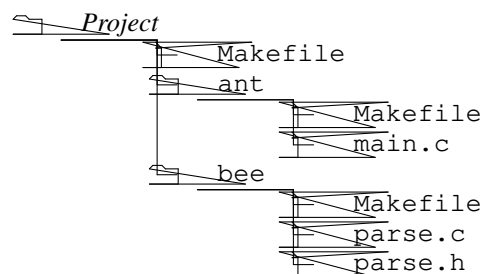 Project
Makefile
ant
Makefile
main.c
bee
Makefile
parse.c
parse.h